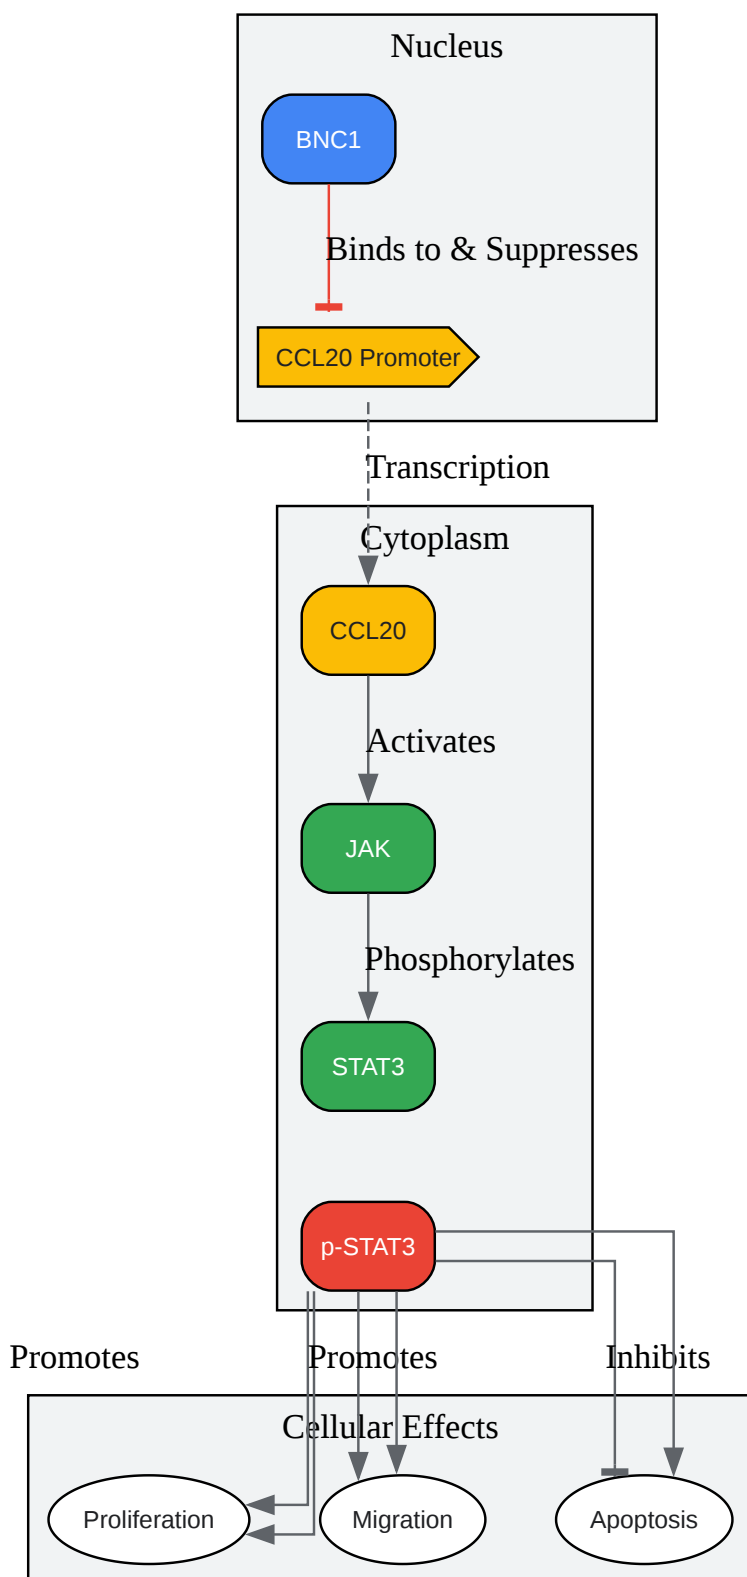 Nucleus
BNC1
Binds to & Suppresses
CCL20 Promoter
Transcription
Cytoplasm
CCL20
Activates
JAK
Phosphorylates
STAT3
p-STAT3
Promotes
Promotes
Inhibits
Cellular Effects
Proliferation
Migration
Apoptosis